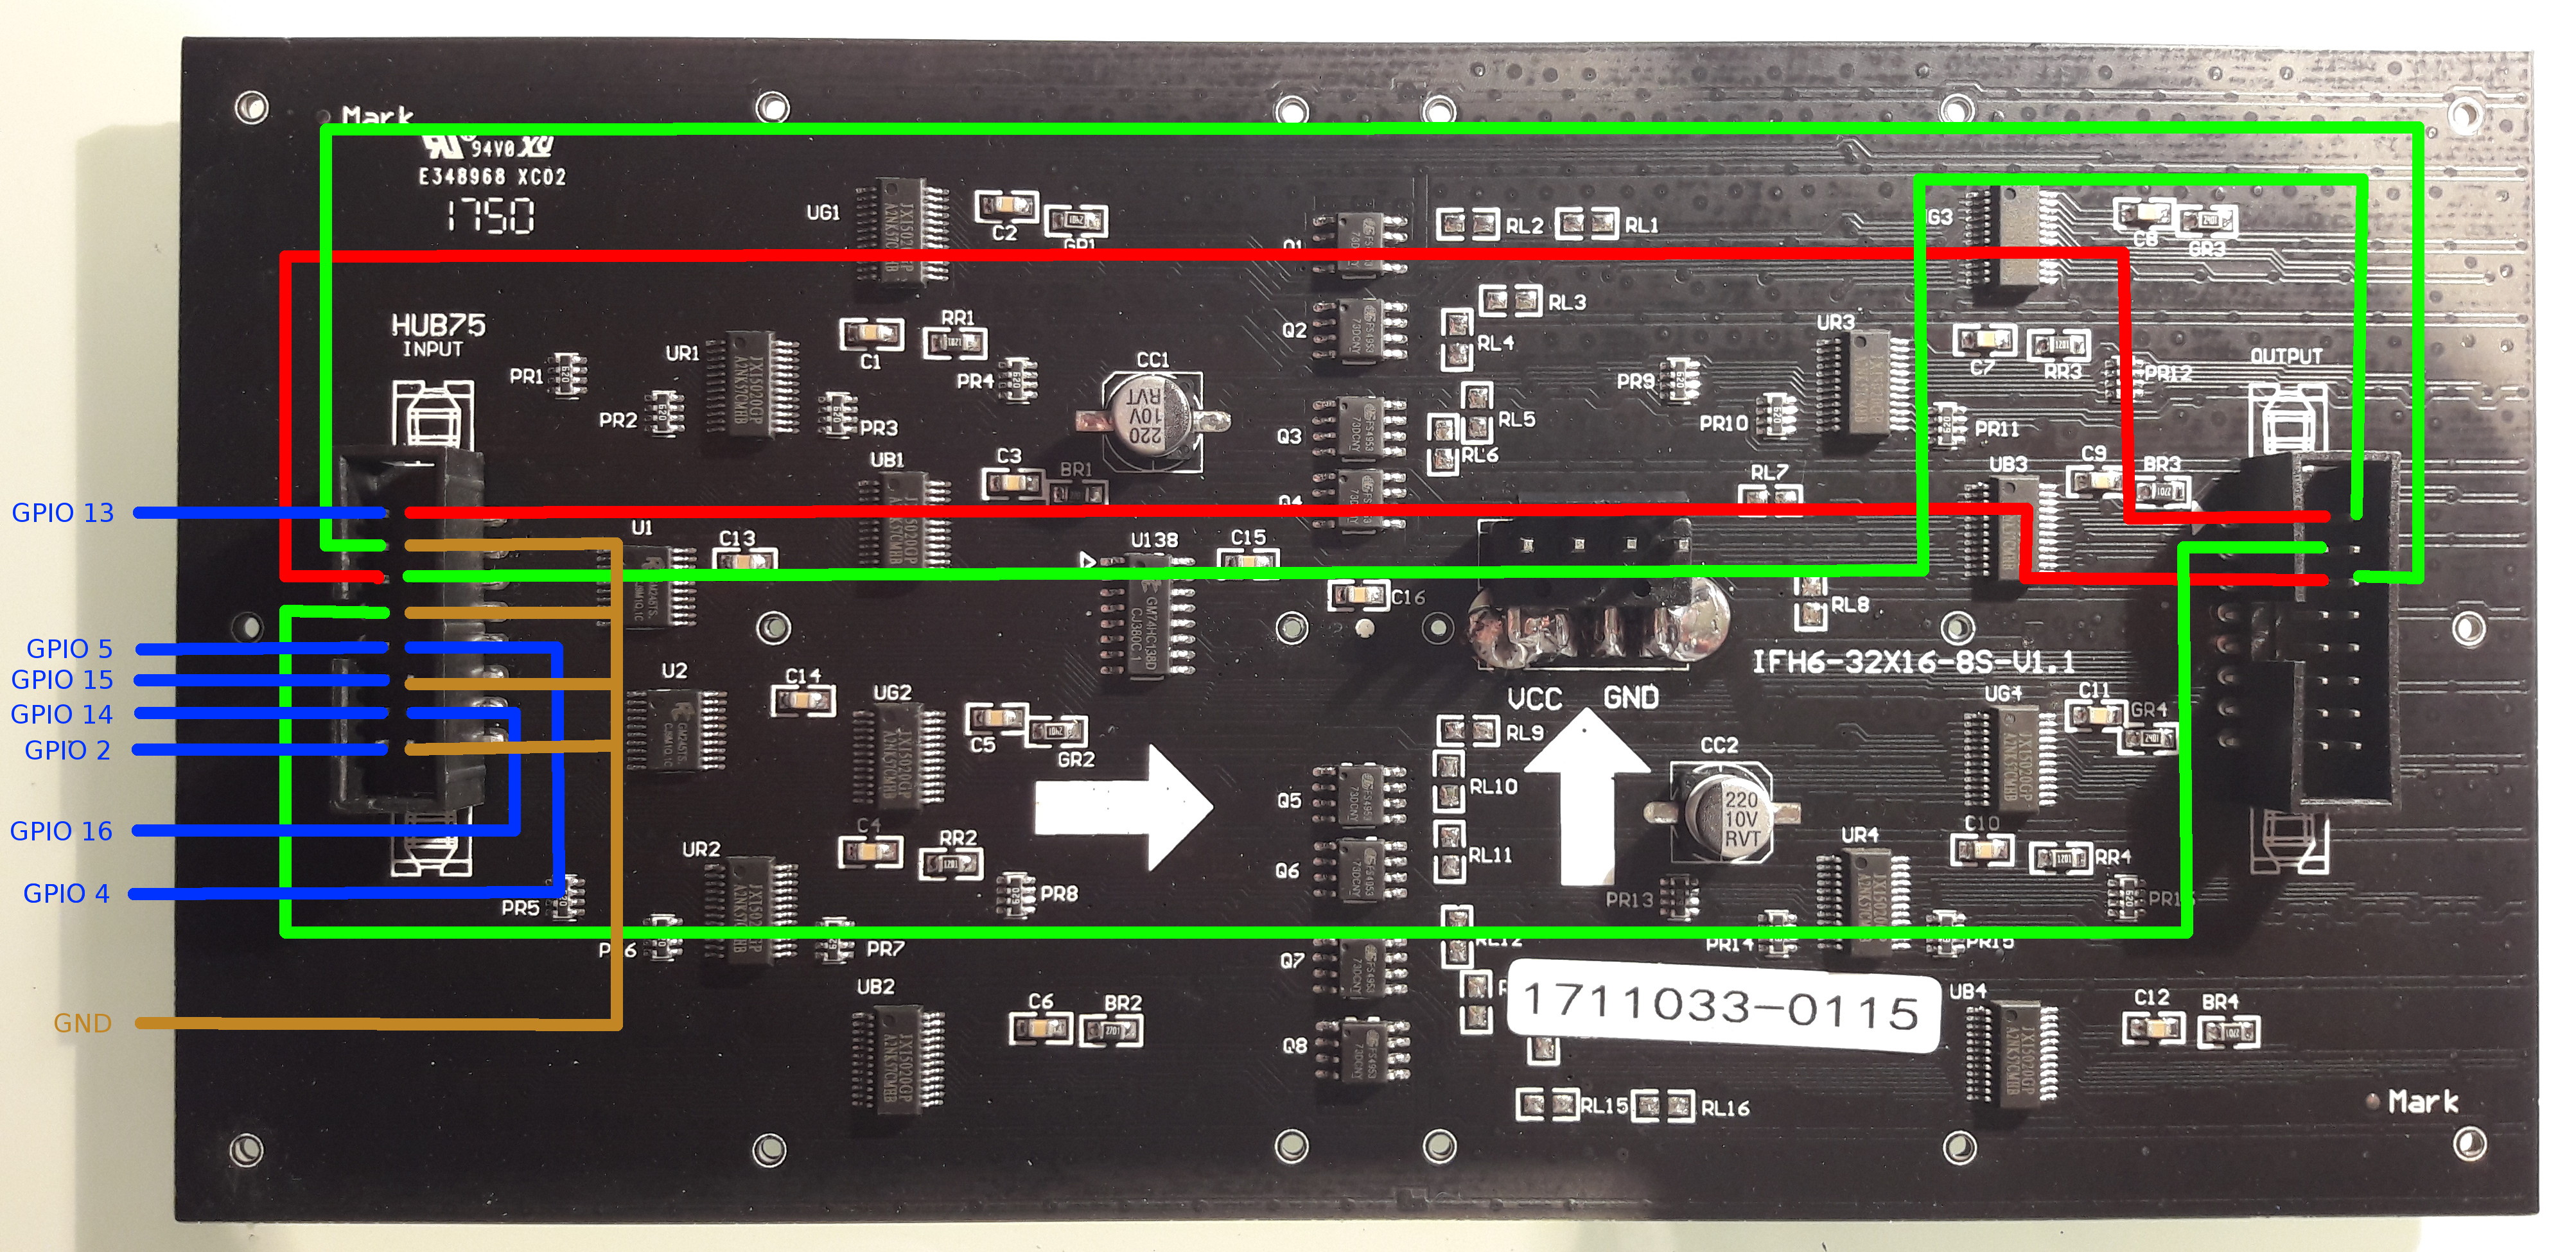 Mark
94V0
E348968 XC02
1750
UG1
C2
GR1
RL2
RL1
G3
C8
GR3
Q1
HUB75
INPUT
RR1
UR1
C1
Q2
RL3
RL4
UR3
C7
RR3
OUTPUT
PR1
PR4
CC1
220
10V
RVT
PR9
PR12
PR2
PR3
Q3
RL5
RL6
PR10
PR11
UB1
C3
BR1
Q4
RL7
UB3
C9
BR3
GPIO 13
U1
C13
U138
C15
C16
RL8
GPIO 5
GPIO 15
GPIO 14
GPIO 2
GPIO 16
GPIO 4
GND
U2
C14
UG2
C5
GR2
IFH6-32X16-8S-V1.1
VCC GND
UG4
C11
GR4
RL9
CC2
220
10V
RVT
Q5
RL10
C4
RR2
UR2
Q6
RL11
UR4
C10
RR4
PR5
PR8
PR13
PR7
Q7
RL12
PR14
PR15
UB2
C6
BR2
1711033-0115
UB4
C12
BR4
Q8
RL15
RL16
Mark